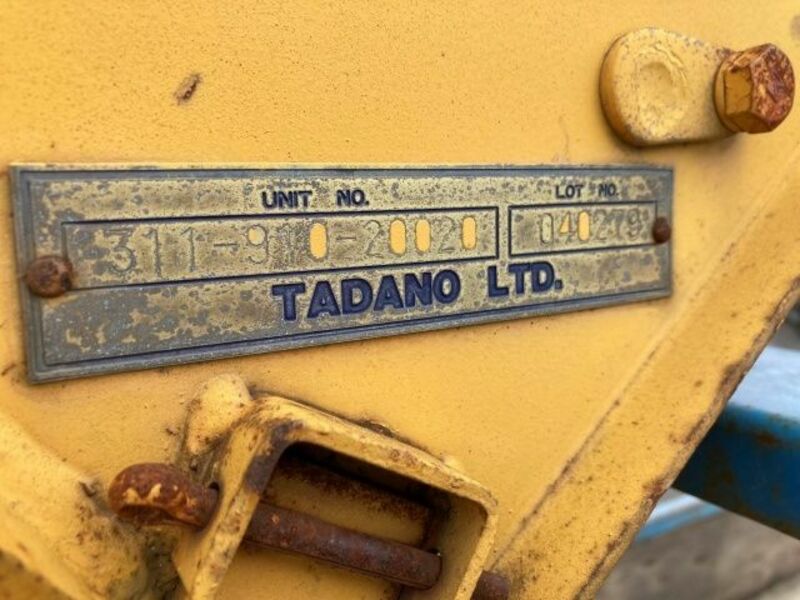 UNIT NO. LOT NO.
311-910-20020 040279
TADANO LTD.